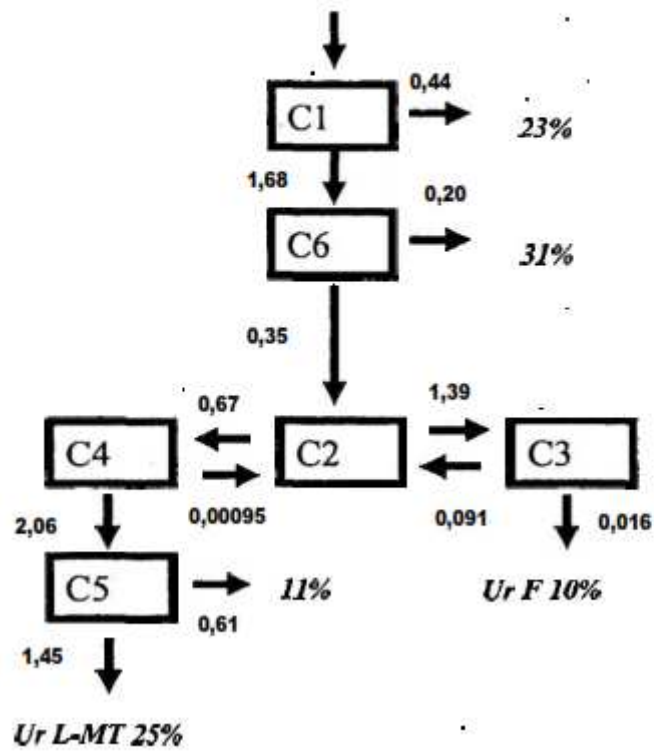 0,44
C1
23%
1,68
0,20
C6
31%
0,35
0,67
1,39
C4
C2
C3
2,06
0,00095
0,091
0,016
C5
11%
Ur F 10%
0,61
1,45
Ur L-MT 25%